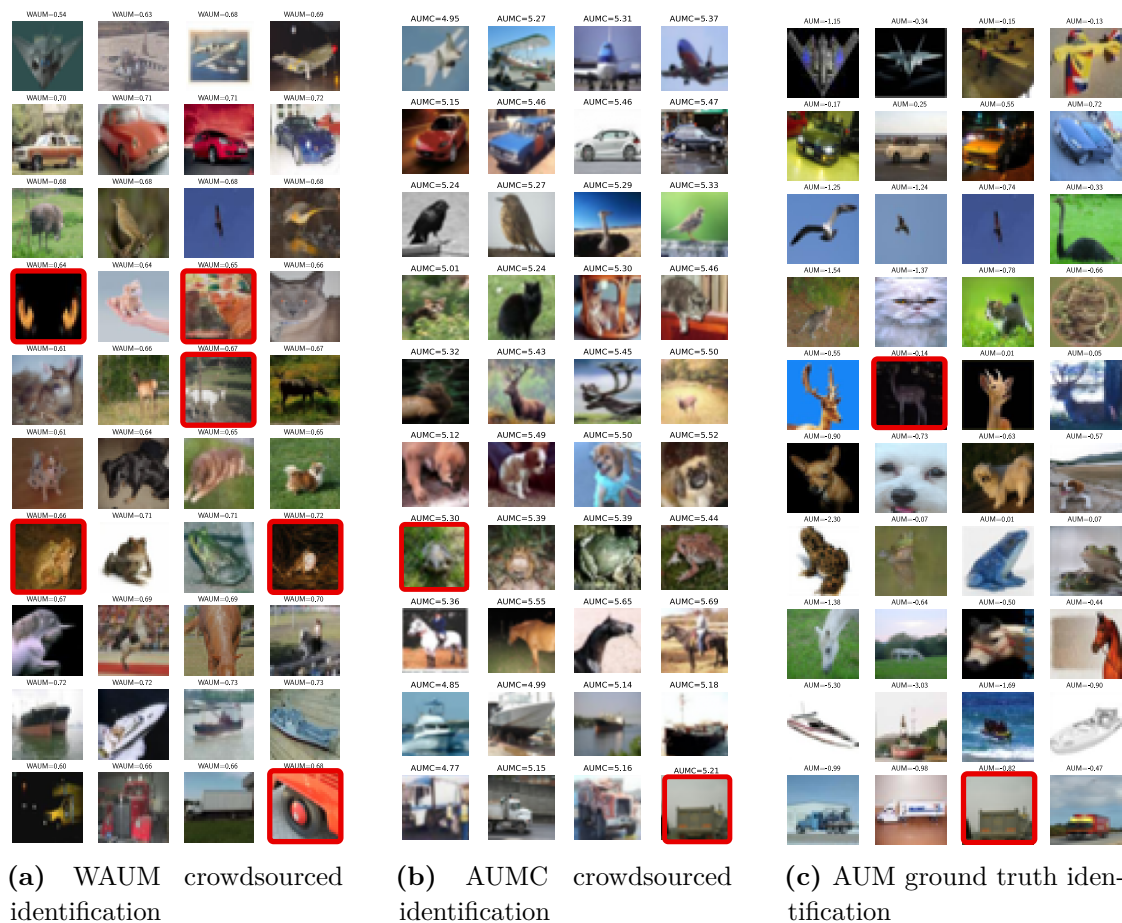 WAUM=0.54 WAUM=0.63 WAUM=0.68 WAUM=0.69
WAUM=0.70 WAUM=0.71 WAUM=0.71 WAUM=0.72
WAUM=0.68 WAUM=0.68 WAUM=0.68 WAUM=0.68
WAUM=0.64 WAUM=0.64 WAUM=0.65 WAUM=0.66
WAUM=0.61 WAUM=0.66 WAUM=0.67 WAUM=0.67
WAUM=0.61 WAUM=0.64 WAUM=0.65 WAUM=0.65
WAUM=0.66 WAUM=0.71 WAUM=0.71 WAUM=0.72
WAUM=0.67 WAUM=0.69 WAUM=0.69 WAUM=0.70
WAUM=0.72 WAUM=0.72 WAUM=0.73 WAUM=0.73
WAUM=0.60 WAUM=0.66 WAUM=0.66 WAUM=0.68
(a) WAUM crowdsourced
identification
AUMC=4.95 AUMC=5.27 AUMC=5.31 AUMC=5.37
AUMC=5.15 AUMC=5.46 AUMC=5.46 AUMC=5.47
AUMC=5.24 AUMC=5.27 AUMC=5.29 AUMC=5.33
AUMC=5.01 AUMC=5.24 AUMC=5.30 AUMC=5.46
AUMC=5.32 AUMC=5.43 AUMC=5.45 AUMC=5.50
AUMC=5.12 AUMC=5.49 AUMC=5.50 AUMC=5.52
AUMC=5.30 AUMC=5.39 AUMC=5.39 AUMC=5.44
AUMC=5.36 AUMC=5.55 AUMC=5.65 AUMC=5.69
AUMC=4.85 AUMC=4.99 AUMC=5.14 AUMC=5.18
AUMC=4.77 AUMC=5.15 AUMC=5.16 AUMC=5.21
(b) AUMC crowdsourced
identification
AUM=-1.15 AUM=-0.34 AUM=-0.15 AUM=-0.13
AUM=-0.17 AUM=0.25 AUM=0.55 AUM=0.72
AUM=-1.25 AUM=-1.24 AUM=-0.74 AUM=-0.33
AUM=-1.54 AUM=-1.37 AUM=-0.78 AUM=-0.66
AUM=-0.55 AUM=-0.14 AUM=0.01 AUM=0.05
AUM=-0.90 AUM=-0.73 AUM=-0.63 AUM=-0.57
AUM=-2.30 AUM=-0.07 AUM=0.01 AUM=0.07
AUM=-1.38 AUM=-0.64 AUM=-0.50 AUM=-0.44
AUM=-5.30 AUM=-3.03 AUM=-1.69 AUM=-0.90
AUM=-0.99 AUM=-0.98 AUM=-0.82 AUM=-0.47
(c) AUM ground truth iden-
tification